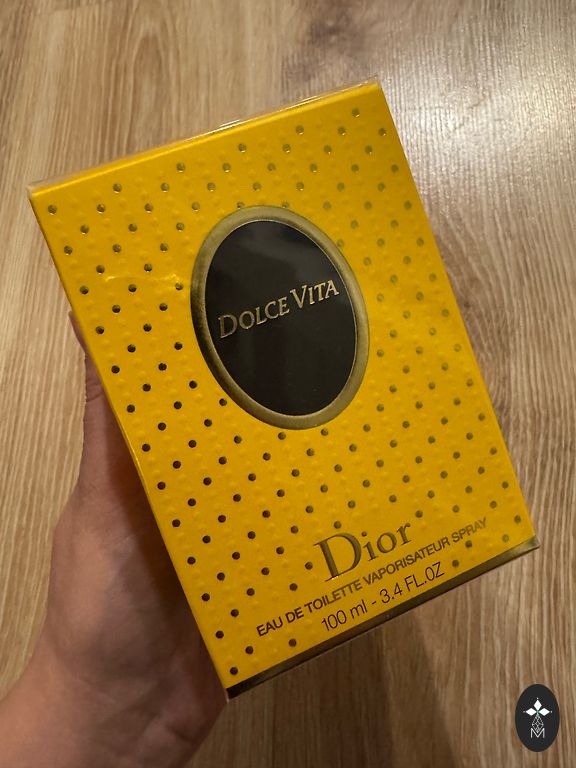 DOLCE VITA
Dior
EAU DE TOILETTE VAPORISATEUR SPRAY
100 ml - 3.4 FL.OZ
M